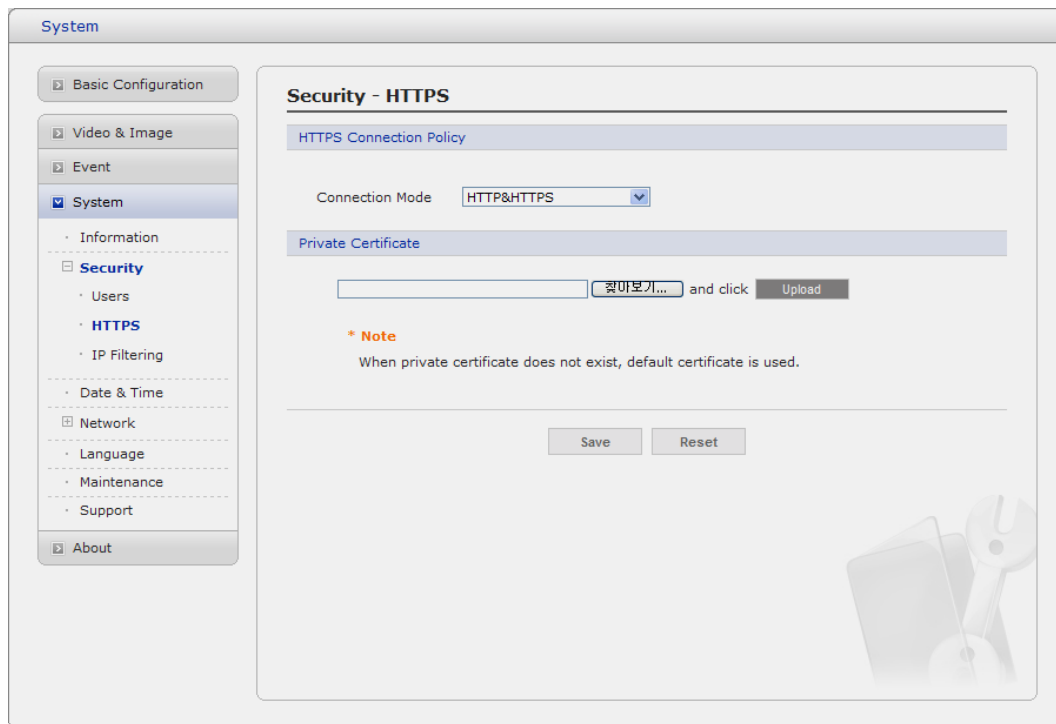 System
Basic Configuration
Video & Image
Event
System
· Information
Security
· Users
· HTTPS
· IP Filtering
· Date & Time
Network
· Language
· Maintenance
· Support
About
Security - HTTPS
HTTPS Connection Policy
Connection Mode HTTP&HTTPS
Private Certificate
찾아보기... and click Upload
* Note
When private certificate does not exist, default certificate is used.
Save Reset